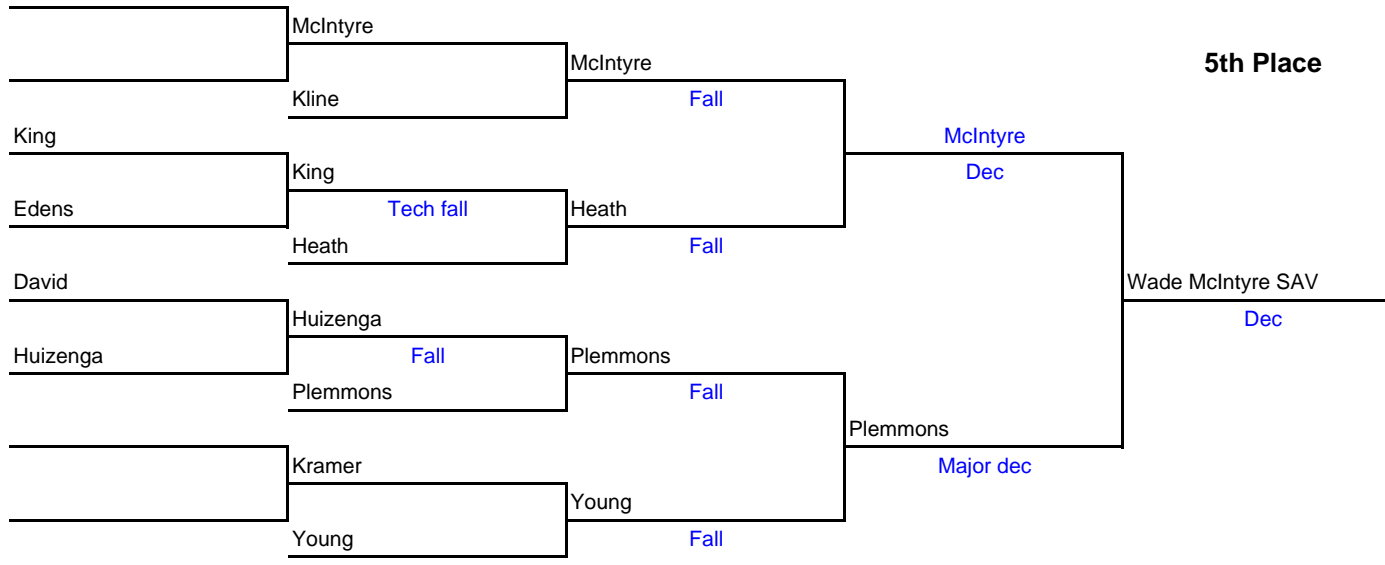 McIntyre
McIntyre
5th Place
Kline
Fall
King
McIntyre
King
Dec
Edens
Tech fall
Heath
Heath
Fall
David
Wade McIntyre SAV
Huizenga
Dec
Huizenga
Fall
Plemmons
Plemmons
Fall
Plemmons
Kramer
Major dec
Young
Young
Fall